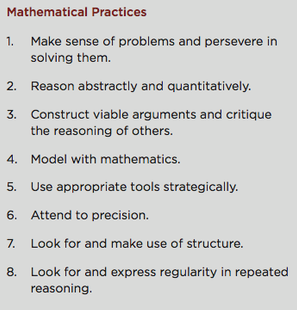 Mathematical Practices
1. Make sense of problems and persevere in
solving them.
2. Reason abstractly and quantitatively.
3. Construct viable arguments and critique
the reasoning of others.
4. Model with mathematics.
5. Use appropriate tools strategically.
6. Attend to precision.
7. Look for and make use of structure.
8. Look for and express regularity in repeated
reasoning.